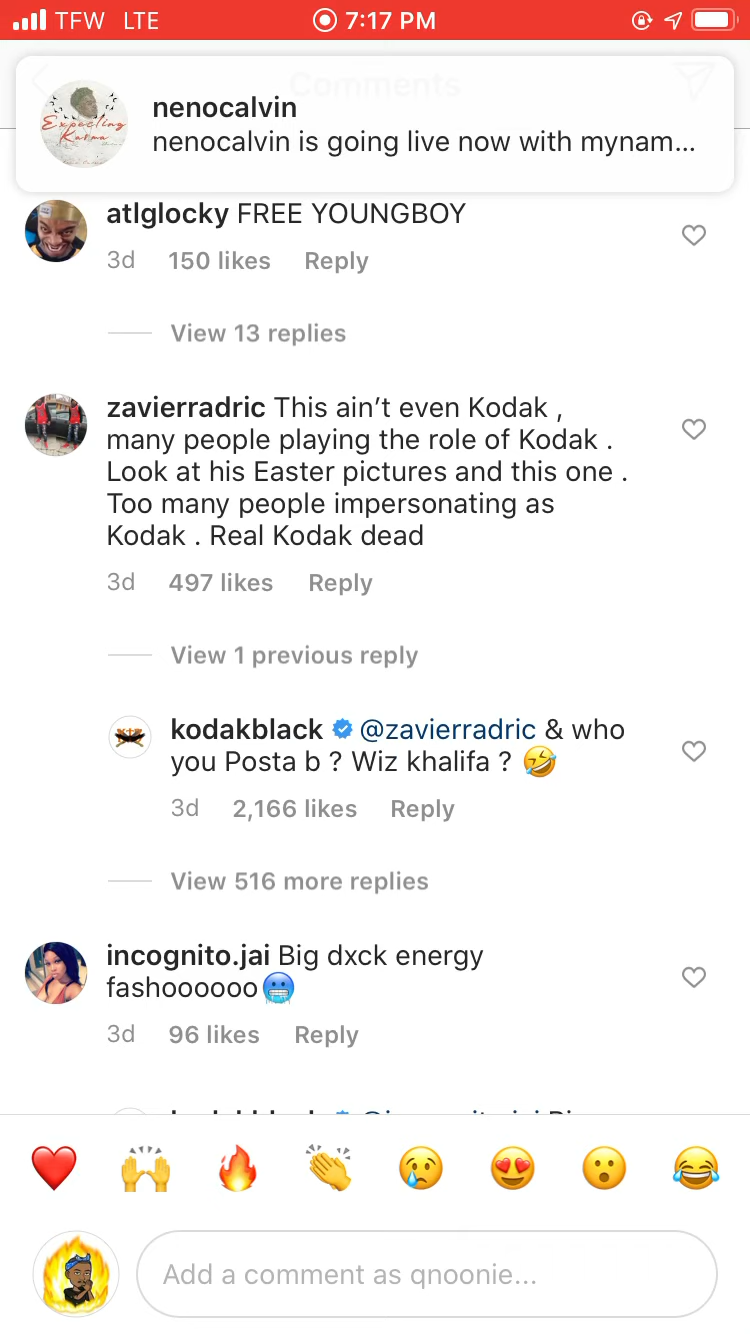 TFW LTE 7:17 PM
Comments
nenocalvin
nenocalvin is going live now with mynam...
Expecting
Karma
atlglocky FREE YOUNGBOY
3d 150 likes Reply
View 13 replies
zavierradric This ain’t even Kodak ,
many people playing the role of Kodak .
Look at his Easter pictures and this one .
Too many people impersonating as
Kodak . Real Kodak dead
3d 497 likes Reply
View 1 previous reply
kodakblack @zavierradric & who
you Posta b ? Wiz khalifa ? 🤣
3d 2,166 likes Reply
View 516 more replies
incognito.jai Big dxck energy
fashoooooo🥶
3d 96 likes Reply
Add a comment as qnoonie...